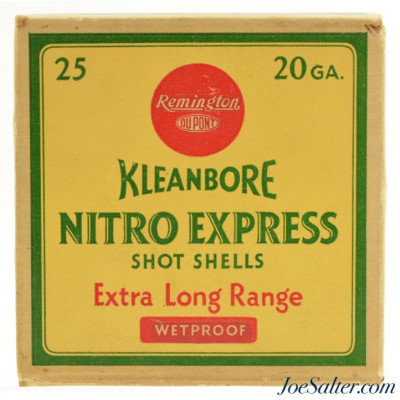 25 20 GA.
Remington
DUPONT
KLEANBORE
NITRO EXPRESS
SHOT SHELLS
Extra Long Range
WETPROOF
JoeSalter.com